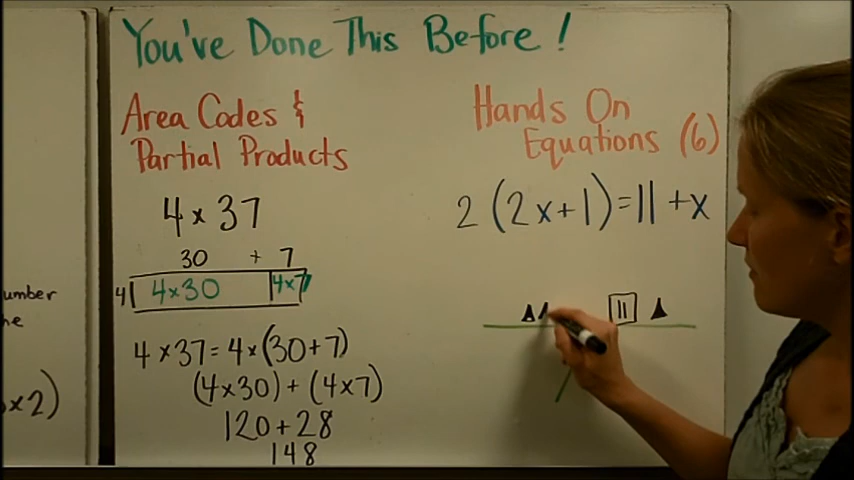 You've Done This Before!
Area Codes &
Partial Products
4 x 37
30 + 7
4 4x30 4x7
4 x 37 = 4 x (30+7)
(4x30) + (4x7)
120 + 28
148
Hands On
Equations (6)
2 (2x+1) = 11 + x
11
umber
he
x2)